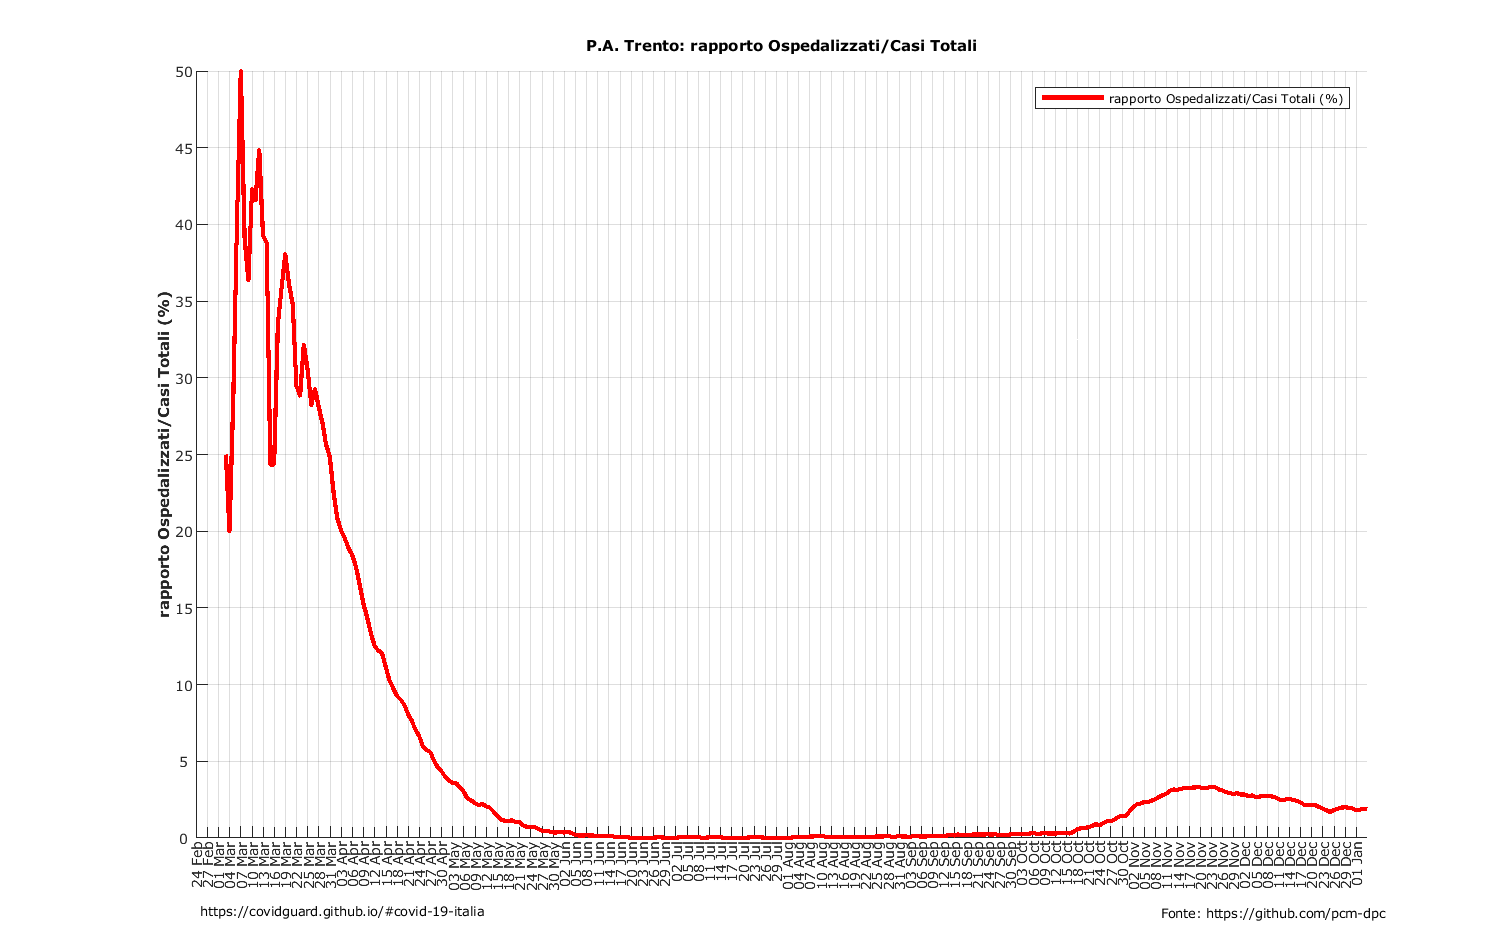 P.A. Trento: rapporto Ospedalizzati/Casi Totali
rapporto Ospedalizzati/Casi Totali (%)
50
45
40
35
30
25
20
15
10
5
0
rapporto Ospedalizzati/Casi Totali (%)
24 Feb
27 Feb
01 Mar
04 Mar
07 Mar
10 Mar
13 Mar
16 Mar
19 Mar
22 Mar
25 Mar
28 Mar
31 Mar
03 Apr
06 Apr
09 Apr
12 Apr
15 Apr
18 Apr
21 Apr
24 Apr
27 Apr
30 Apr
03 May
06 May
09 May
12 May
15 May
18 May
21 May
24 May
27 May
30 May
02 Jun
05 Jun
08 Jun
11 Jun
14 Jun
17 Jun
20 Jun
23 Jun
26 Jun
29 Jun
02 Jul
05 Jul
08 Jul
11 Jul
14 Jul
17 Jul
20 Jul
23 Jul
26 Jul
29 Jul
01 Aug
04 Aug
07 Aug
10 Aug
13 Aug
16 Aug
19 Aug
22 Aug
25 Aug
28 Aug
31 Aug
03 Sep
06 Sep
09 Sep
12 Sep
15 Sep
18 Sep
21 Sep
24 Sep
27 Sep
30 Sep
03 Oct
06 Oct
09 Oct
12 Oct
15 Oct
18 Oct
21 Oct
24 Oct
27 Oct
30 Oct
02 Nov
05 Nov
08 Nov
11 Nov
14 Nov
17 Nov
20 Nov
23 Nov
26 Nov
29 Nov
02 Dec
05 Dec
08 Dec
11 Dec
14 Dec
17 Dec
20 Dec
23 Dec
26 Dec
29 Dec
01 Jan
https://covidguard.github.io/#covid-19-italia
Fonte: https://github.com/pcm-dpc